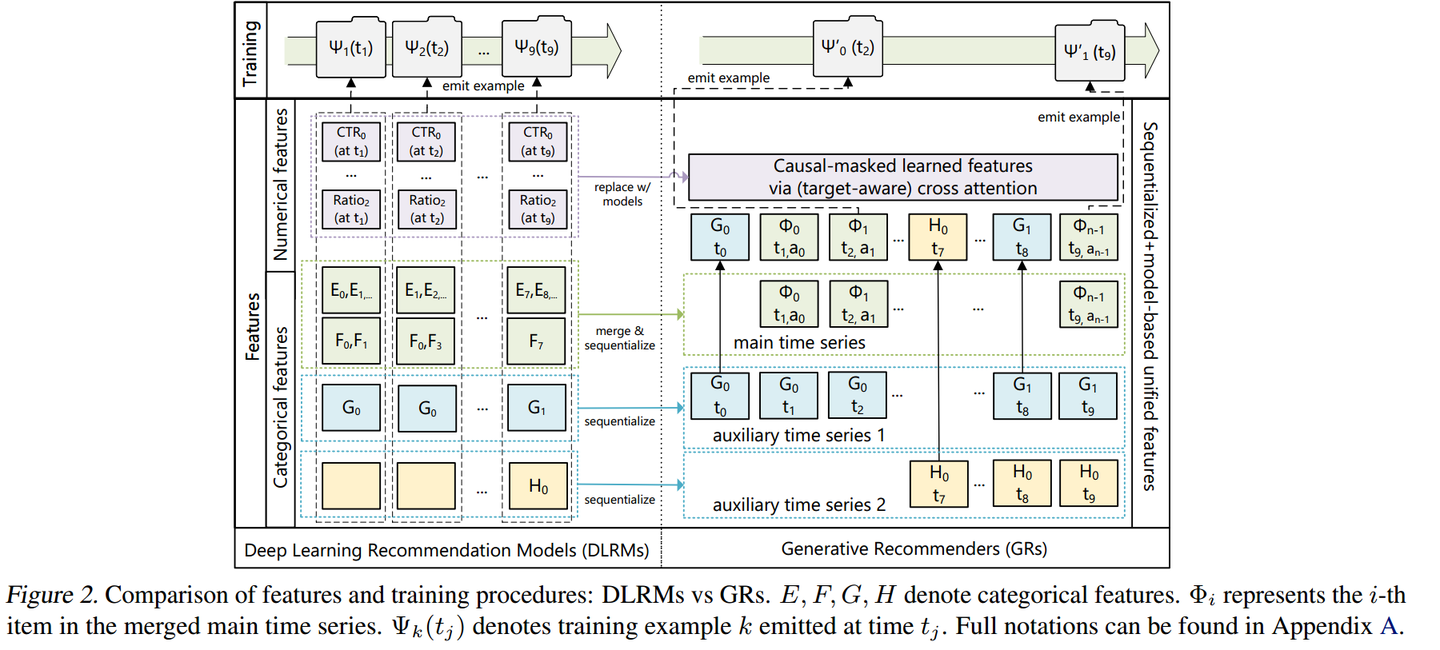 Training
Ψ₁(t₁)
Ψ₂(t₂)
...
Ψ₉(t₉)
emit example
Ψ'₀ (t₂)
Ψ'₁ (t₉)
emit example
emit example
Features
Numerical features
CTR₀
(at t₁)
...
Ratio₂
(at t₁)
CTR₀
(at t₂)
...
Ratio₂
(at t₂)
...
CTR₀
(at t₉)
...
Ratio₂
(at t₉)
replace w/
models
Categorical features
E₀,E₁,...
E₁,E₂,...
E₇,E₈,...
...
F₀,F₁
F₀,F₃
F₇
merge &
sequentialize
G₀
G₀
...
G₁
sequentialize
...
H₀
sequentialize
Causal-masked learned features
via (target-aware) cross attention
G₀
t₀
Φ₀
t₁,a₀
Φ₁
t₂, a₁
...
H₀
t₇
...
G₁
t₈
Φₙ₋₁
t₉, aₙ₋₁
Φ₀
t₁,a₀
Φ₁
t₂, a₁
...
...
Φₙ₋₁
t₉, aₙ₋₁
main time series
G₀
t₀
G₀
t₁
G₀
t₂
...
...
G₁
t₈
G₁
t₉
auxiliary time series 1
H₀
t₇
...
H₀
t₈
H₀
t₉
auxiliary time series 2
Sequentialized+model-based unified features
Deep Learning Recommendation Models (DLRMs)
Generative Recommenders (GRs)
Figure 2. Comparison of features and training procedures: DLRMs vs GRs. E, F, G, H denote categorical features. Φᵢ represents the i-th
item in the merged main time series. Ψₖ(tⱼ) denotes training example k emitted at time tⱼ. Full notations can be found in Appendix A.